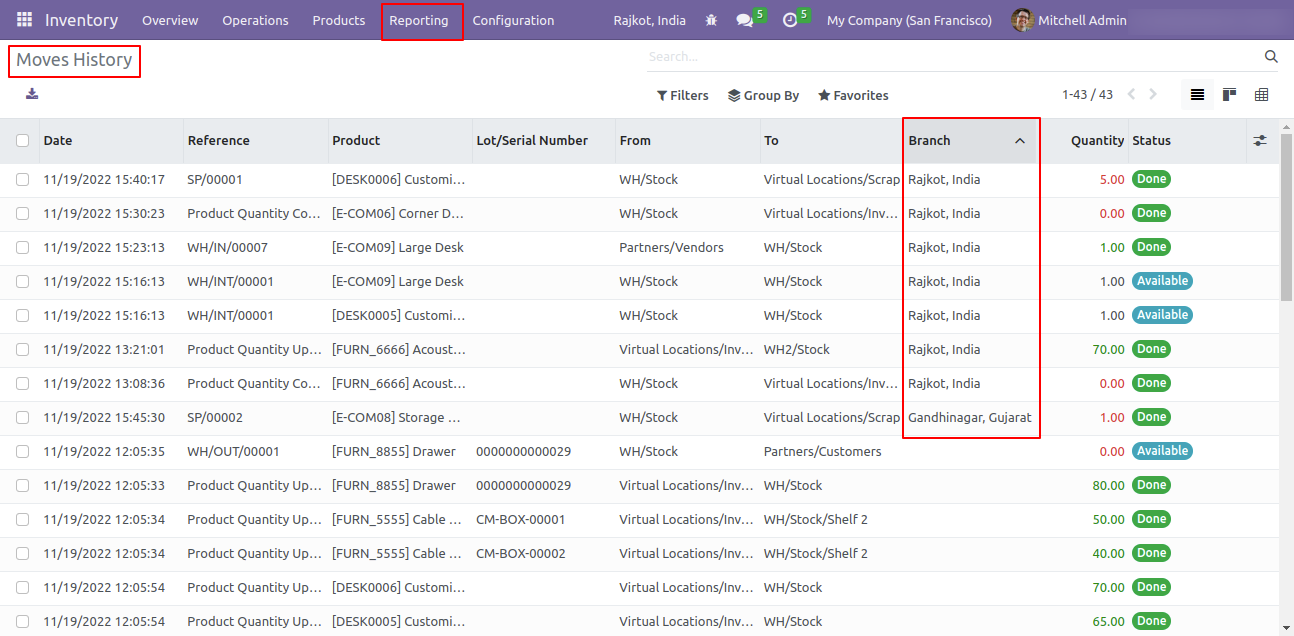 Inventory Overview Operations Products Reporting Configuration Rajkot, India 5 5 My Company (San Francisco) Mitchell Admin
Moves History Search...
Filters Group By Favorites 1-43 / 43
Date Reference Product Lot/Serial Number From To Branch Quantity Status
11/19/2022 15:40:17 SP/00001 [DESK0006] Customi... WH/Stock Virtual Locations/Scrap Rajkot, India 5.00 Done
11/19/2022 15:30:23 Product Quantity Co... [E-COM06] Corner D... WH/Stock Virtual Locations/Inv... Rajkot, India 0.00 Done
11/19/2022 15:23:13 WH/IN/00007 [E-COM09] Large Desk Partners/Vendors WH/Stock Rajkot, India 1.00 Done
11/19/2022 15:16:13 WH/INT/00001 [E-COM09] Large Desk WH/Stock WH/Stock Rajkot, India 1.00 Available
11/19/2022 15:16:13 WH/INT/00001 [DESK0005] Customi... WH/Stock WH/Stock Rajkot, India 1.00 Available
11/19/2022 13:21:01 Product Quantity Up... [FURN_6666] Acoust... Virtual Locations/Inv... WH2/Stock Rajkot, India 70.00 Done
11/19/2022 13:08:36 Product Quantity Co... [FURN_6666] Acoust... WH/Stock Virtual Locations/Inv... Rajkot, India 0.00 Done
11/19/2022 15:45:30 SP/00002 [E-COM08] Storage ... WH/Stock Virtual Locations/Scrap Gandhinagar, Gujarat 1.00 Done
11/19/2022 12:05:35 WH/OUT/00001 [FURN_8855] Drawer 0000000000029 WH/Stock Partners/Customers 0.00 Available
11/19/2022 12:05:33 Product Quantity Up... [FURN_8855] Drawer 0000000000029 Virtual Locations/Inv... WH/Stock 80.00 Done
11/19/2022 12:05:34 Product Quantity Up... [FURN_5555] Cable ... CM-BOX-00001 Virtual Locations/Inv... WH/Stock/Shelf 2 50.00 Done
11/19/2022 12:05:34 Product Quantity Up... [FURN_5555] Cable ... CM-BOX-00002 Virtual Locations/Inv... WH/Stock/Shelf 2 40.00 Done
11/19/2022 12:05:54 Product Quantity Up... [DESK0006] Customi... Virtual Locations/Inv... WH/Stock 70.00 Done
11/19/2022 12:05:54 Product Quantity Up... [DESK0005] Customi... Virtual Locations/Inv... WH/Stock 65.00 Done